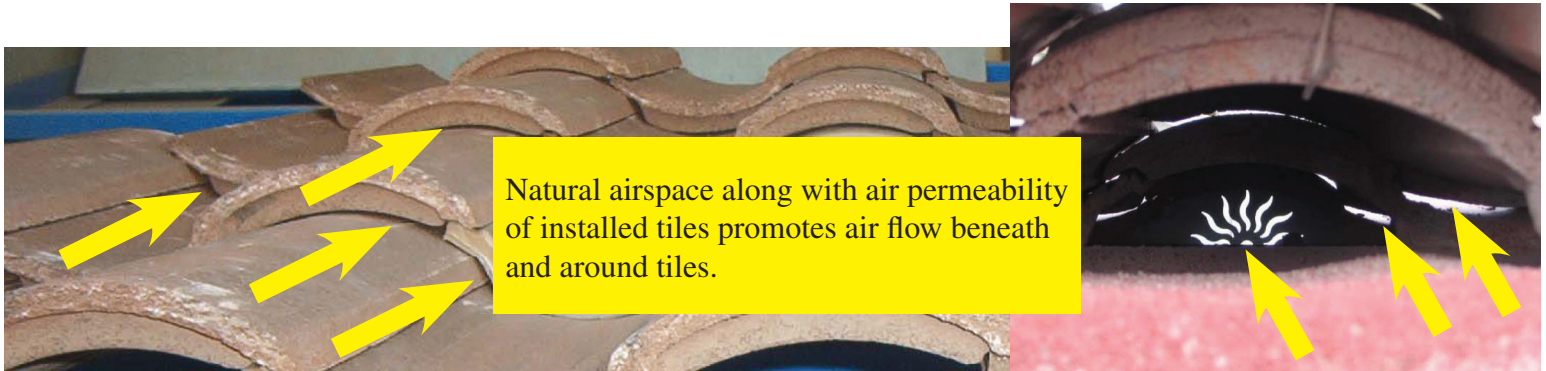 Natural airspace along with air permeability
of installed tiles promotes air flow beneath
and around tiles.